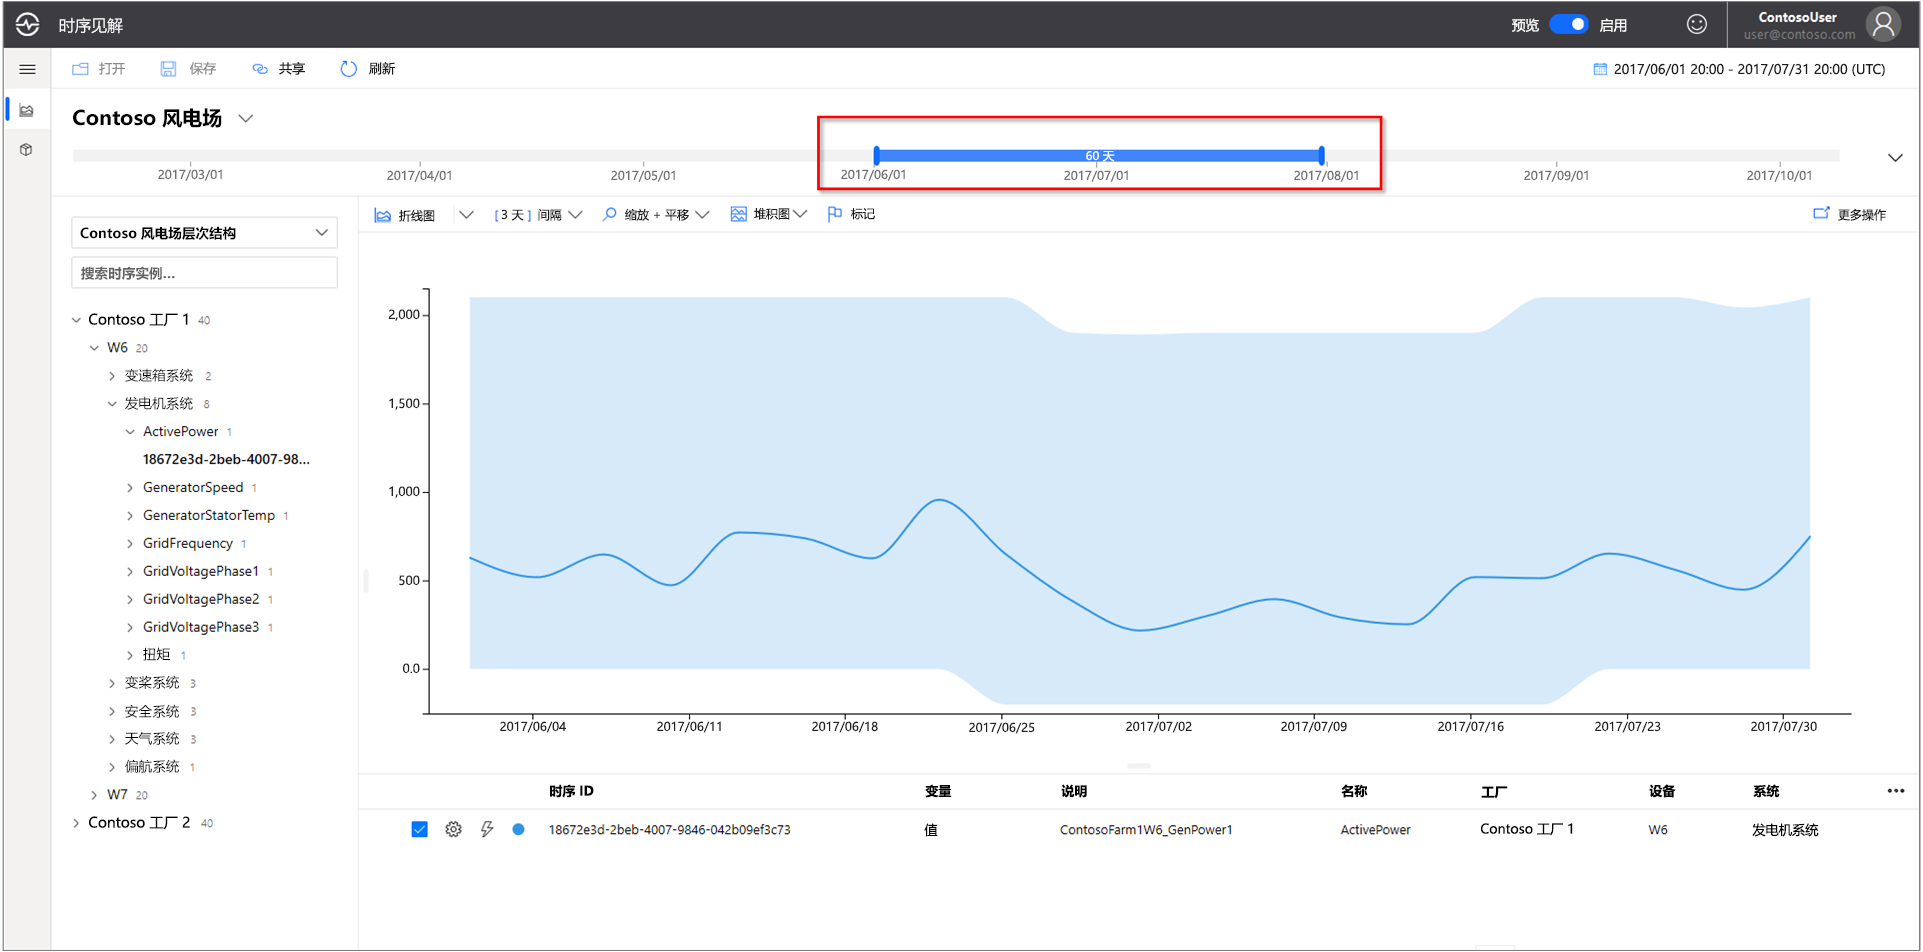 时序见解
预览 启用
ContosoUser
user@contoso.com
打开 保存 共享 刷新
2017/06/01 20:00 - 2017/07/31 20:00 (UTC)
Contoso 风电场
60 天
2017/03/01 2017/04/01 2017/05/01 2017/06/01 2017/07/01 2017/08/01 2017/09/01 2017/10/01
折线图 [ 3 天 ] 间隔 缩放 + 平移 堆积图 标记 更多操作
Contoso 风电场层次结构
搜索时序实例...
Contoso 工厂 1 40
W6 20
变速箱系统 2
发电机系统 8
ActivePower 1
18672e3d-2beb-4007-98...
GeneratorSpeed 1
GeneratorStatorTemp 1
GridFrequency 1
GridVoltagePhase1 1
GridVoltagePhase2 1
GridVoltagePhase3 1
扭矩 1
变桨系统 3
安全系统 3
天气系统 3
偏航系统 1
W7 20
Contoso 工厂 2 40
2,000
1,500
1,000
500
0.0
2017/06/04 2017/06/11 2017/06/18 2017/06/25 2017/07/02 2017/07/09 2017/07/16 2017/07/23 2017/07/30
时序 ID 变量 说明 名称 工厂 设备 系统
18672e3d-2beb-4007-9846-042b09ef3c73 值 ContosoFarm1W6_GenPower1 ActivePower Contoso 工厂 1 W6 发电机系统